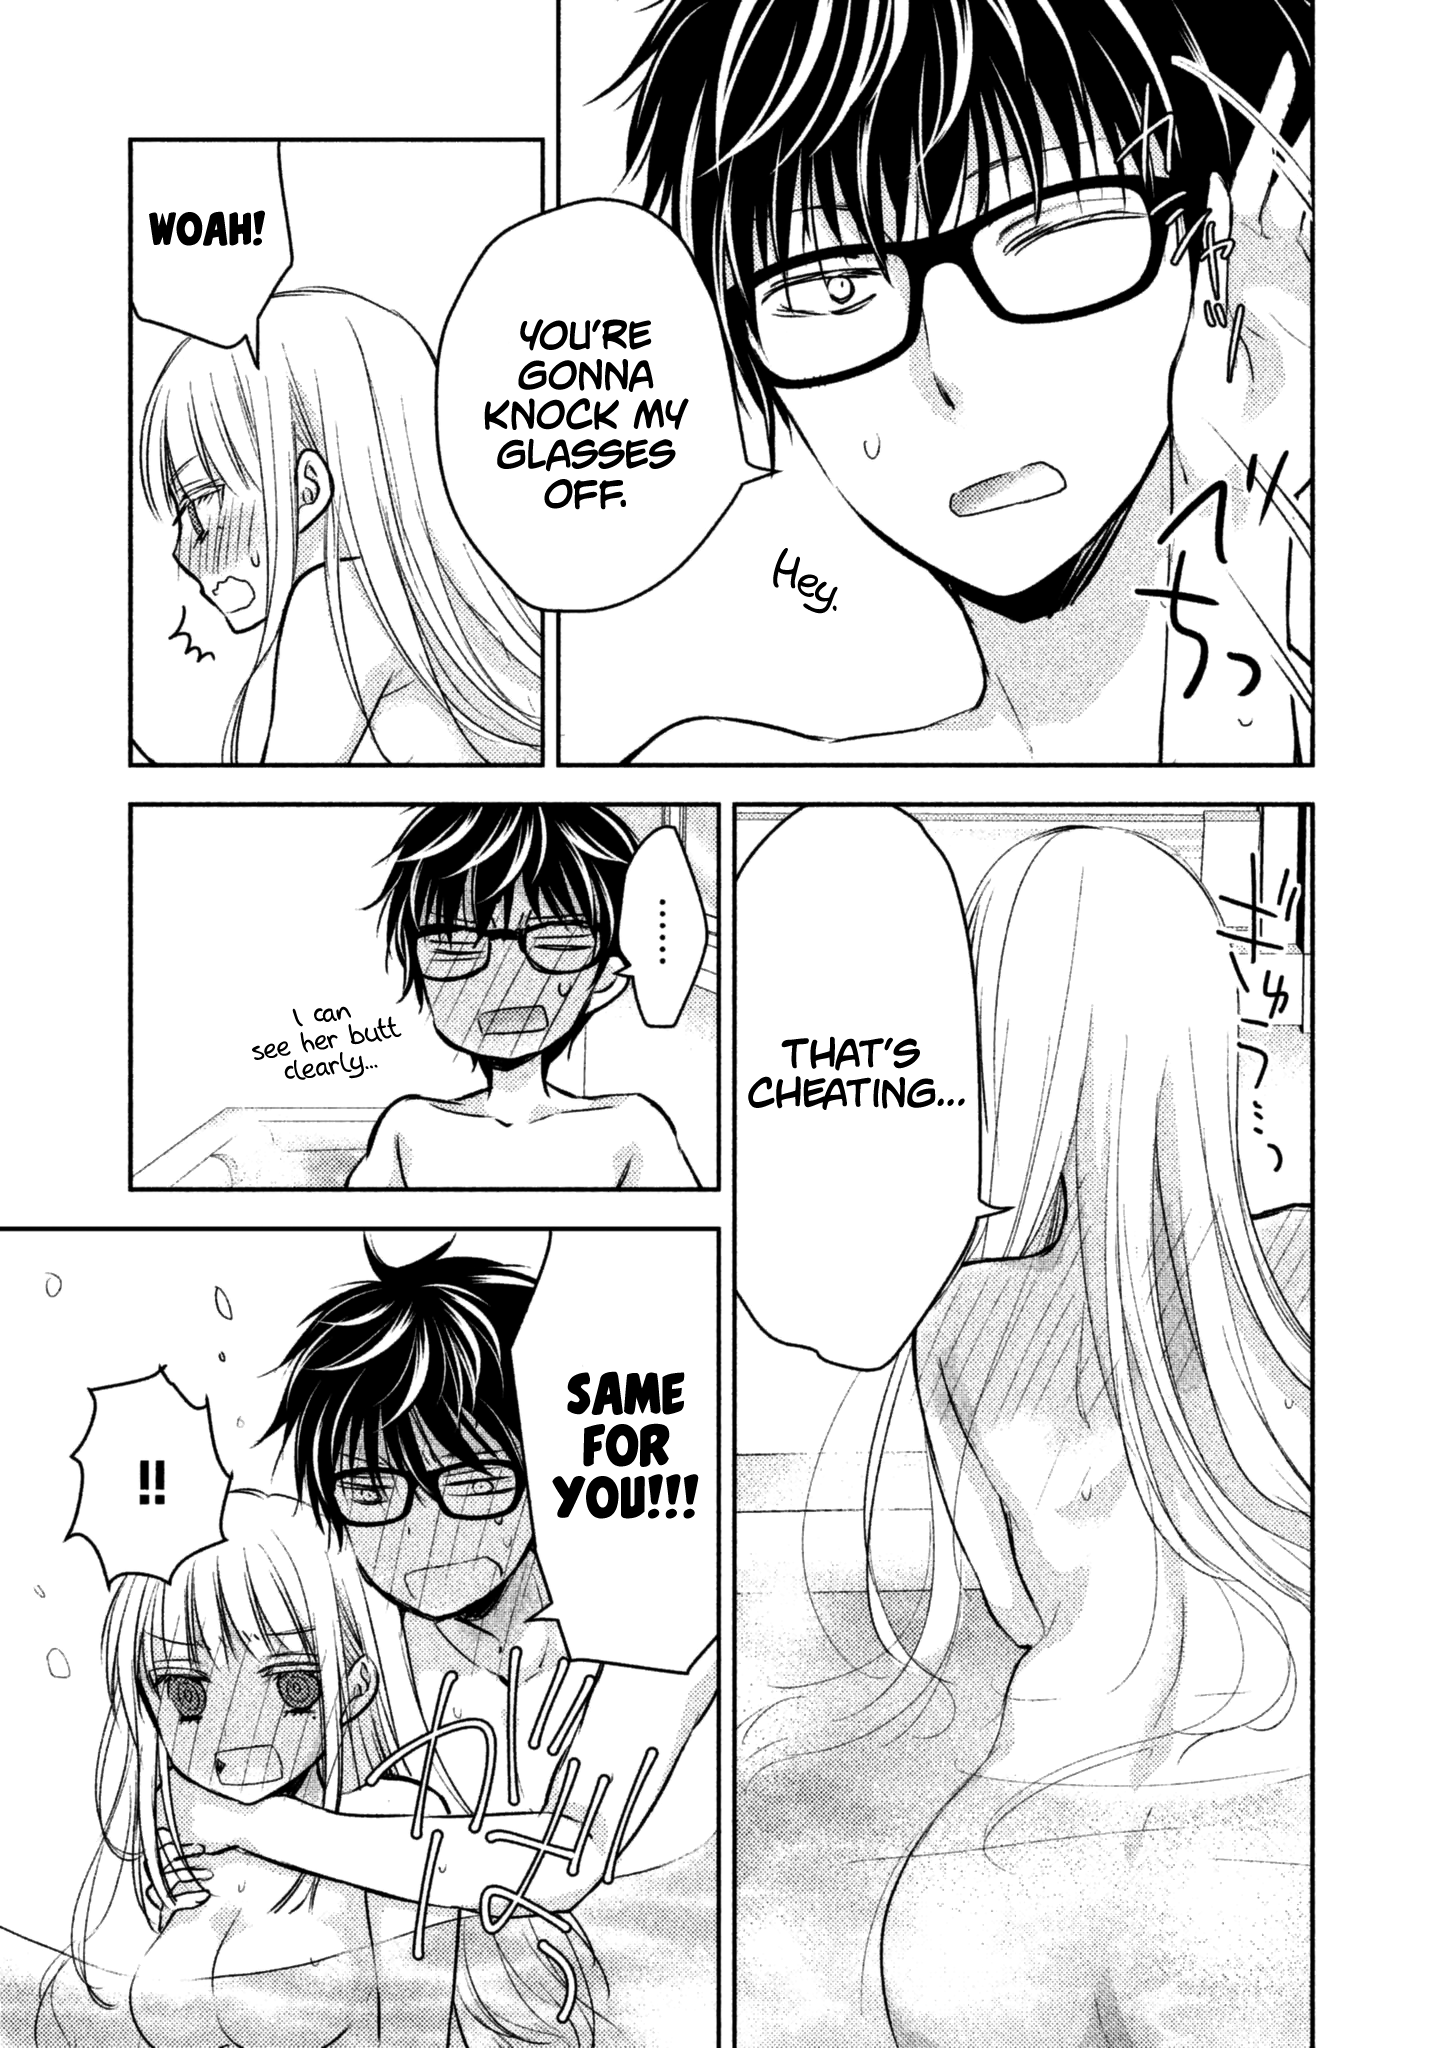 YOU'RE
GONNA
KNOCK MY
GLASSES
OFF.
Hey.
WOAH!
THAT'S
CHEATING...
........
I can
see her butt
clearly...
SAME
FOR
YOU!!!
!!